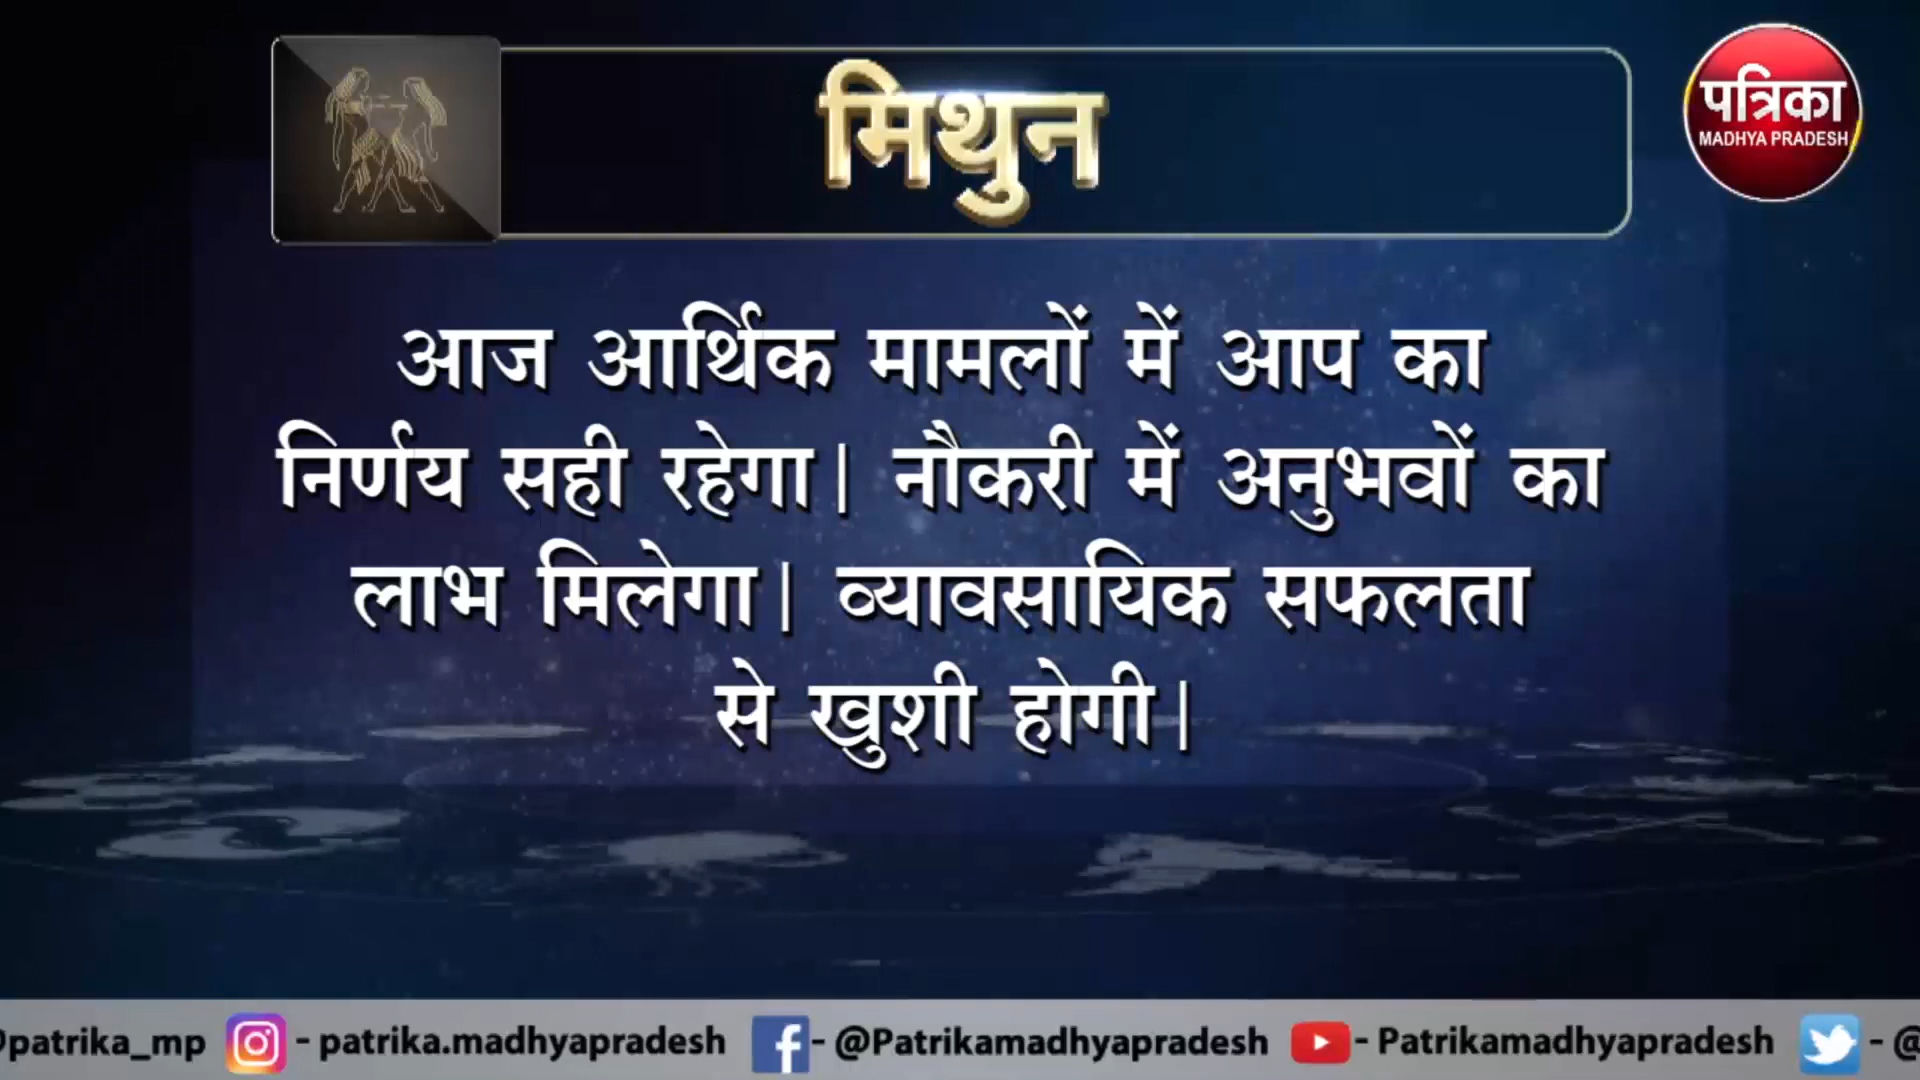 मिथुन
पत्रिका
MADHYA PRADESH
आज आर्थिक मामलों में आप का
निर्णय सही रहेगा|  नौकरी में अनुभवों का
लाभ मिलेगा|  व्यावसायिक सफलता
से खुशी होगी|
@patrika_mp - patrika.madhyapradesh - @Patrikamadhyapradesh - Patrikamadhyapradesh - @